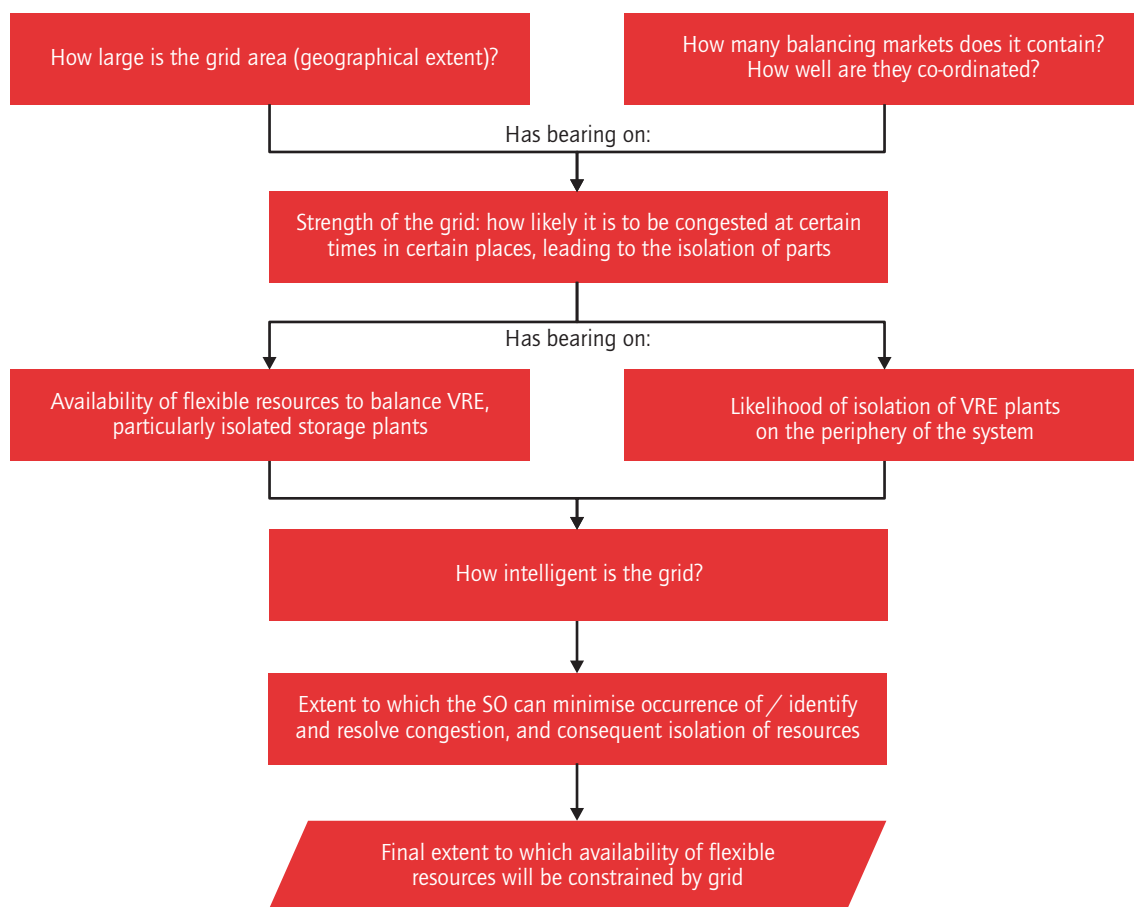 How large is the grid area (geographical extent)?
How many balancing markets does it contain?
How well are they co-ordinated?
Has bearing on:
Strength of the grid: how likely it is to be congested at certain
times in certain places, leading to the isolation of parts
Has bearing on:
Availability of flexible resources to balance VRE,
particularly isolated storage plants
Likelihood of isolation of VRE plants
on the periphery of the system
How intelligent is the grid?
Extent to which the SO can minimise occurrence of / identify
and resolve congestion, and consequent isolation of resources
Final extent to which availability of flexible
resources will be constrained by grid